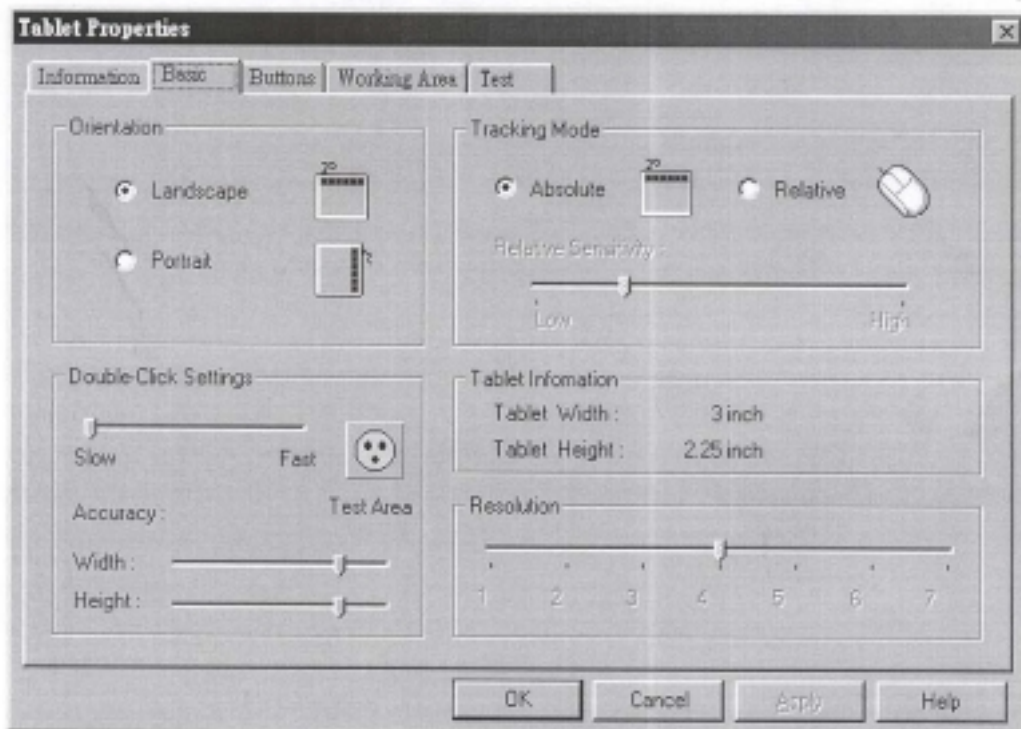 Tablet Properties
Information Basic Buttons Working Area Test
Orientation
Landscape
Portrait
Tracking Mode
Absolute Relative
Relative Sensitivity :
Low High
Double-Click Settings
Slow Fast
Test Area
Accuracy :
Width :
Height :
Tablet Infomation
Tablet Width : 3 inch
Tablet Height : 2.25 inch
Resolution
1 2 3 4 5 6 7
OK Cancel Apply Help